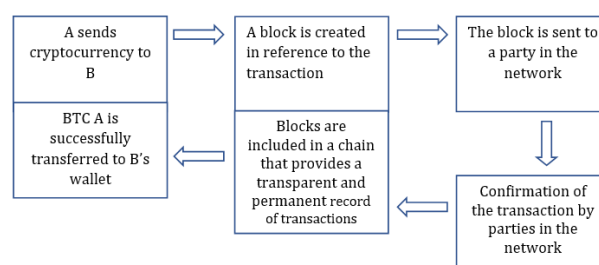 A sends
cryptocurrency to
B
A block is created
in reference to the
transaction
The block is sent to
a party in the
network
Confirmation of
the transaction by
parties in the
network
Blocks are
included in a chain
that provides a
transparent and
permanent record
of transactions
BTC A is
successfully
transferred to B's
wallet